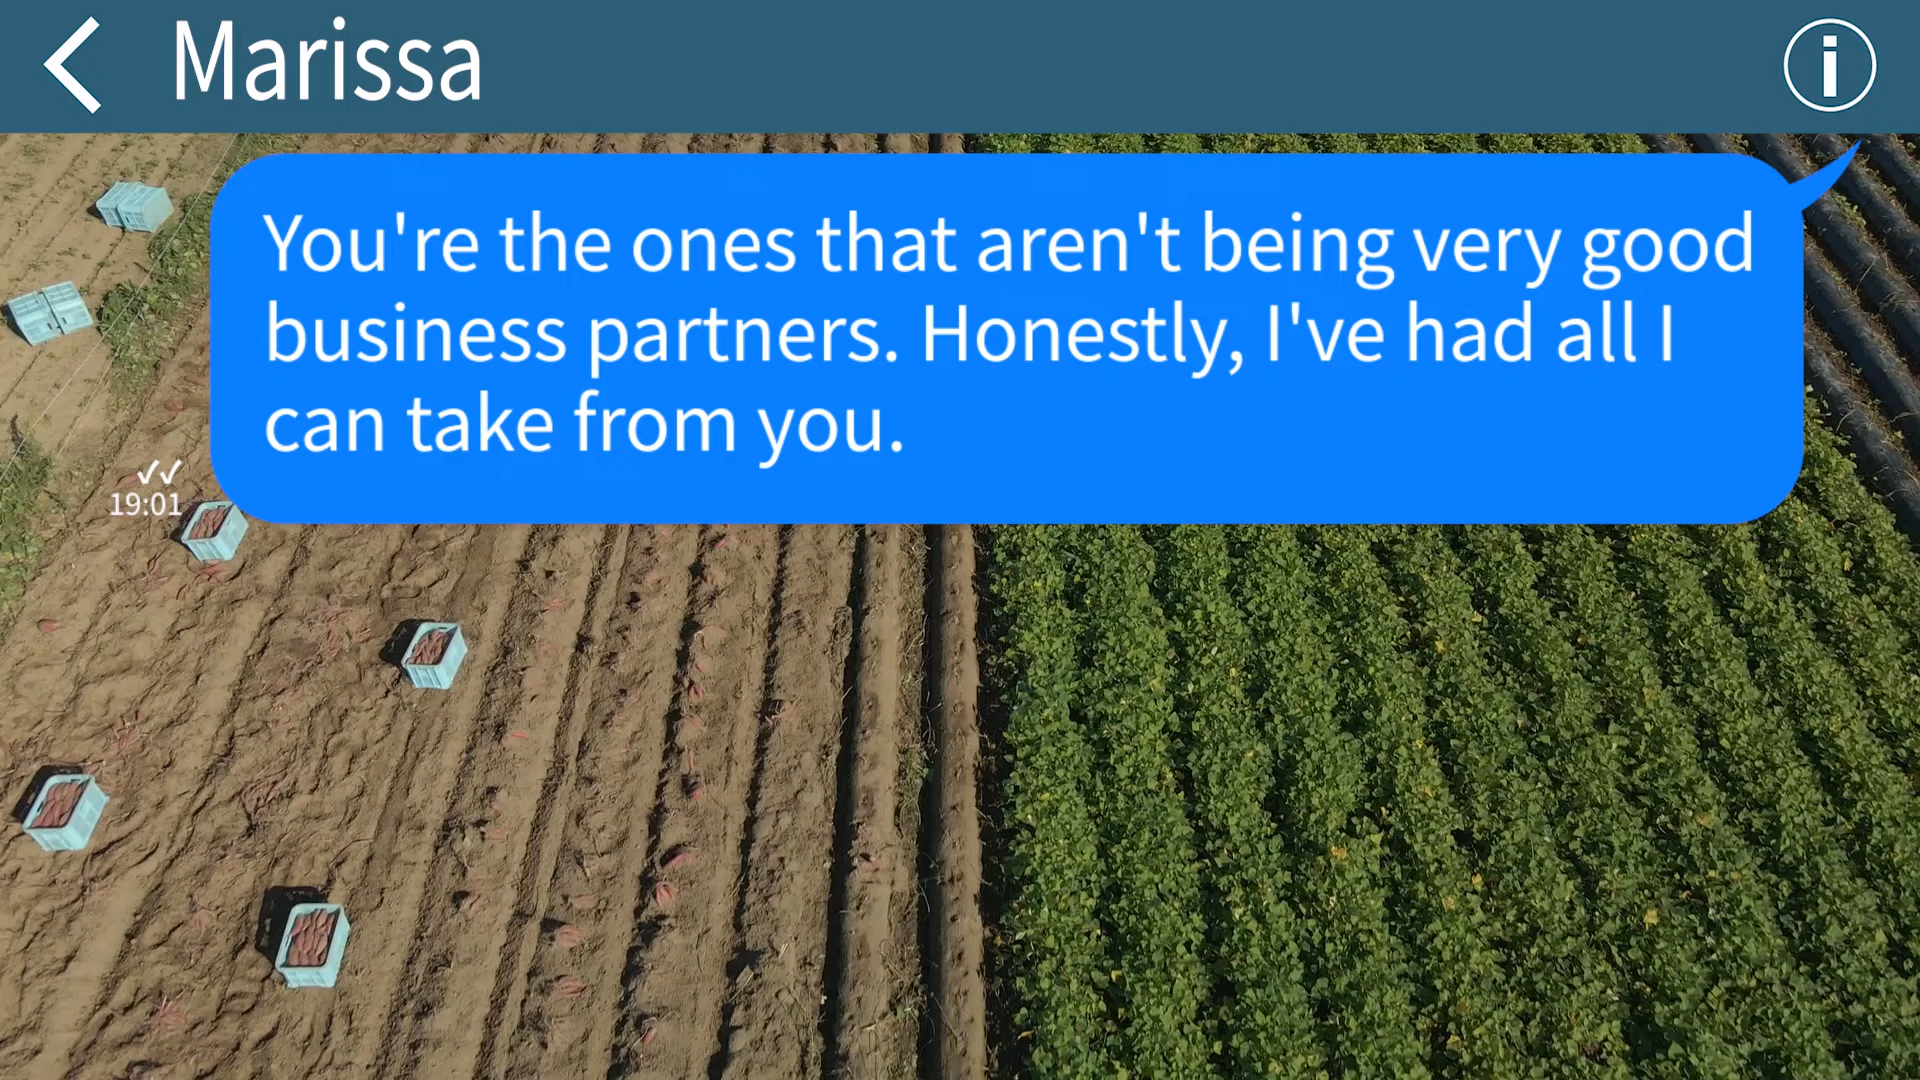 Marissa
You're the ones that aren't being very good
business partners. Honestly, I've had all I
can take from you.
19:01